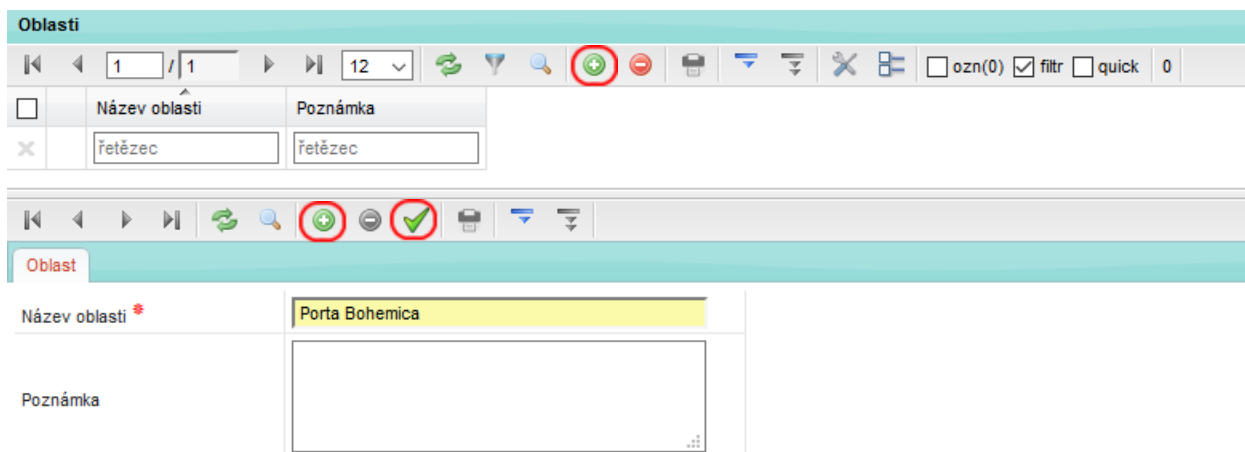 Oblasti
1 / 1 12 ozn(0) filtr quick 0
Název oblasti Poznámka
řetězec řetězec
Oblast
Název oblasti * Porta Bohemica
Poznámka